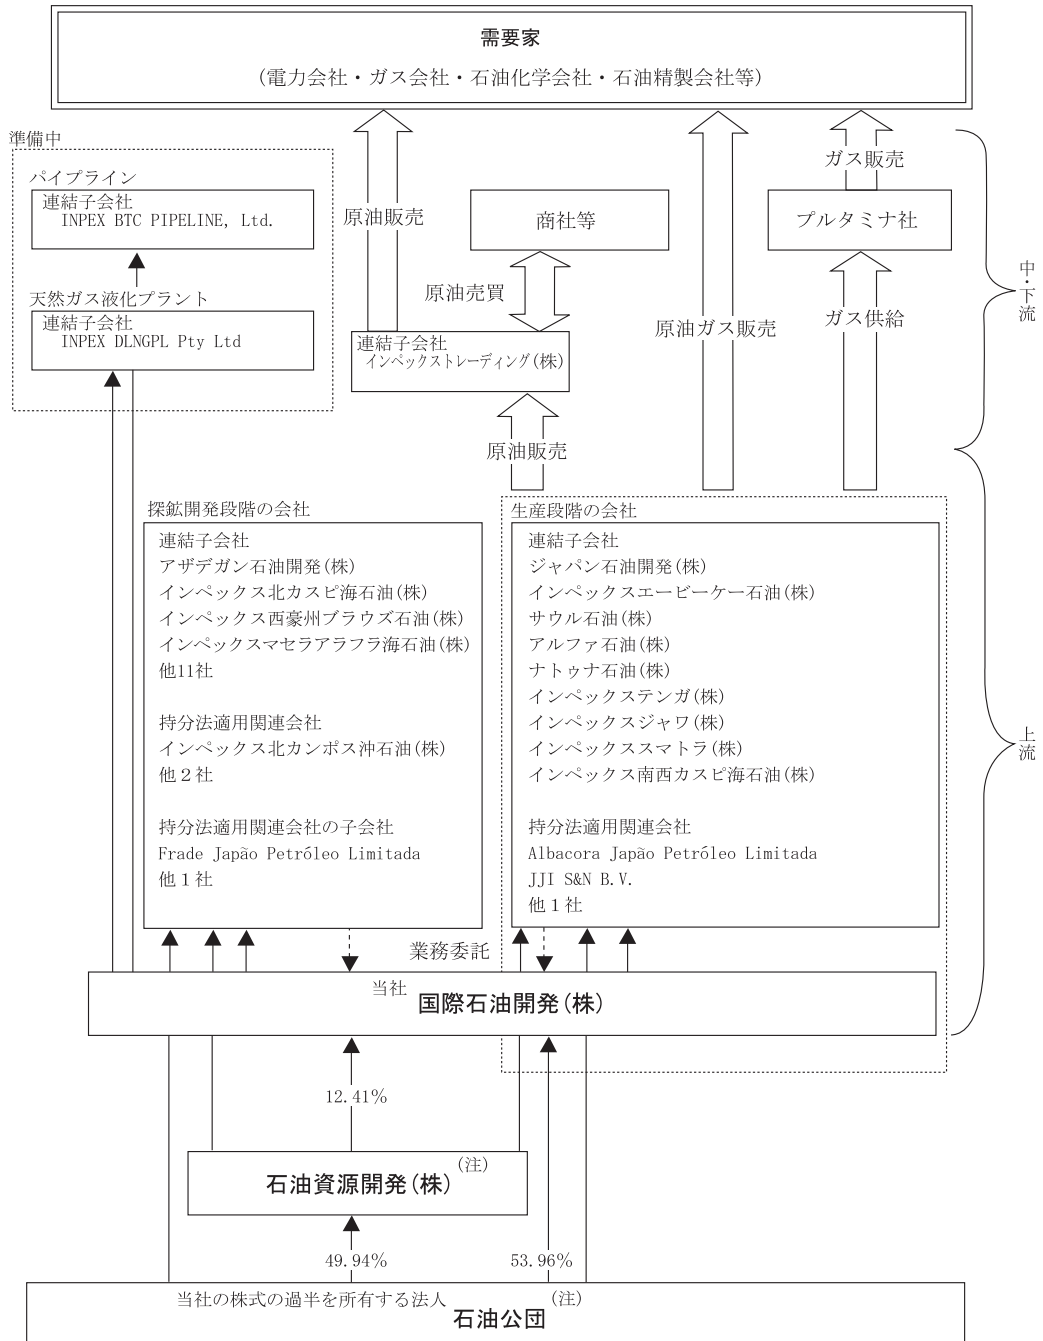 需要家
(電力会社・ガス会社・石油化学会社・石油精製会社等)
準備中
パイプライン
連結子会社
INPEX BTC PIPELINE, Ltd.
天然ガス液化プラント
連結子会社
INPEX DLNGPL Pty Ltd
原油販売
商社等
原油売買
連結子会社
インペックストレーディング(株)
原油販売
原油ガス販売
ガス販売
プルタミナ社
ガス供給
中・下流
探鉱開発段階の会社
連結子会社
アザデガン石油開発(株)
インペックス北カスピ海石油(株)
インペックス西豪州ブラウズ石油(株)
インペックスマセラアラフラ海石油(株)
他11社
持分法適用関連会社
インペックス北カンポス沖石油(株)
他２社
持分法適用関連会社の子会社
Frade Japão Petróleo Limitada
他１社
生産段階の会社
連結子会社
ジャパン石油開発(株)
インペックスエービーケー石油(株)
サウル石油(株)
アルファ石油(株)
ナトゥナ石油(株)
インペックステンガ(株)
インペックスジャワ(株)
インペックススマトラ(株)
インペックス南西カスピ海石油(株)
持分法適用関連会社
Albacora Japão Petróleo Limitada
JJI S&N B.V.
他１社
上流
業務委託
当社
国際石油開発(株)
12.41%
石油資源開発(株)
(注)
49.94%
53.96%
当社の株式の過半を所有する法人
石油公団
(注)